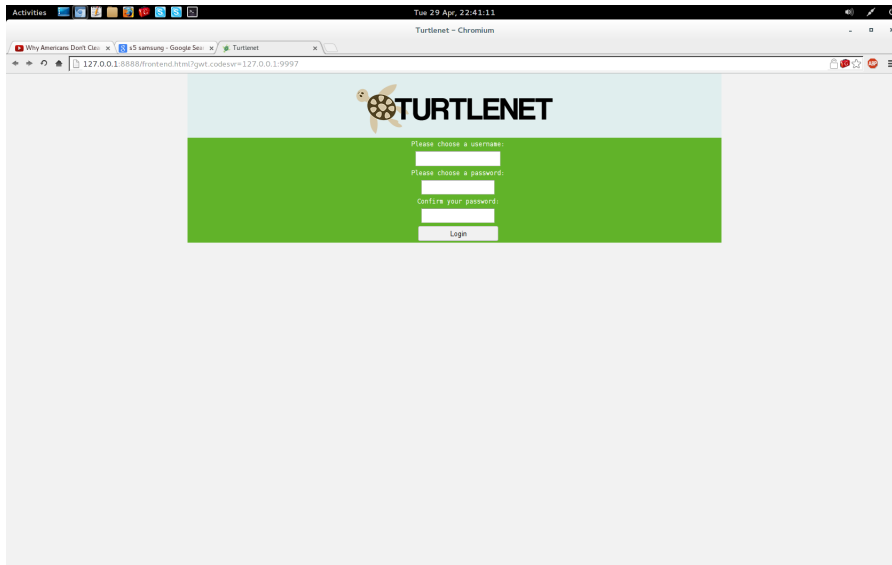 Activities
Tue 29 Apr, 22:41:11
Turtlenet - Chromium
Why Americans Don't Cu
s5 samsung - Google Sea
Turtlenet
127.0.0.1:8888/frontend.html?gwt.codesvr=127.0.0.1:9997
ABP
TURTLENET
Please choose a username:
Please choose a password:
Confirm your password:
Login